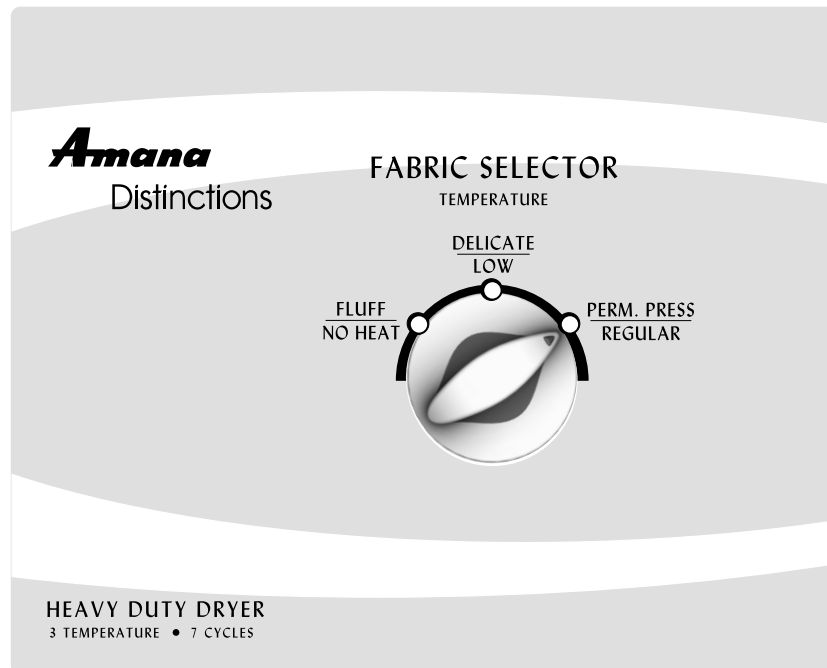 Amana
Distinctions
FABRIC SELECTOR
TEMPERATURE
DELICATE
LOW
FLUFF
NO HEAT
PERM. PRESS
REGULAR
HEAVY DUTY DRYER
3 TEMPERATURE • 7 CYCLES